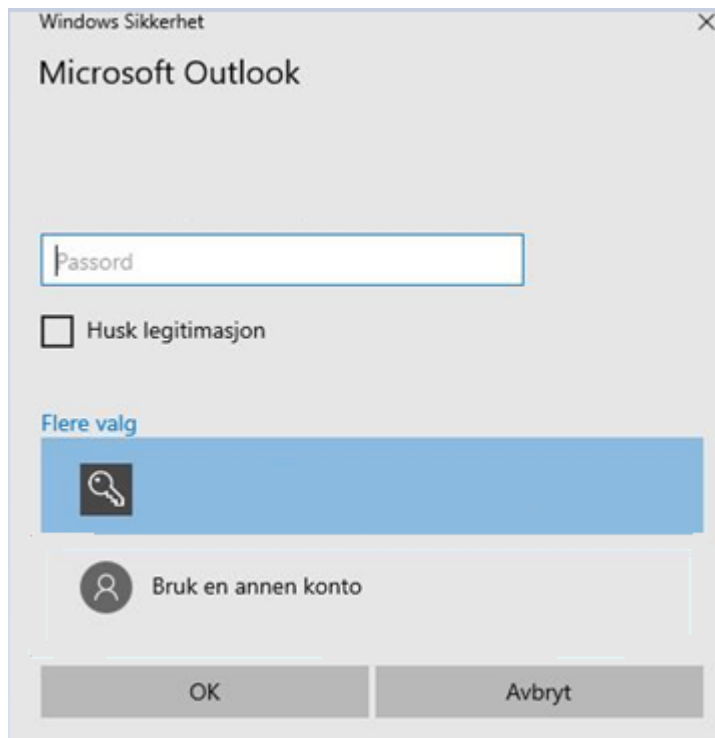 Windows Sikkerhet
Microsoft Outlook
Passord
Husk legitimasjon
Flere valg
Bruk en annen konto
OK
Avbryt